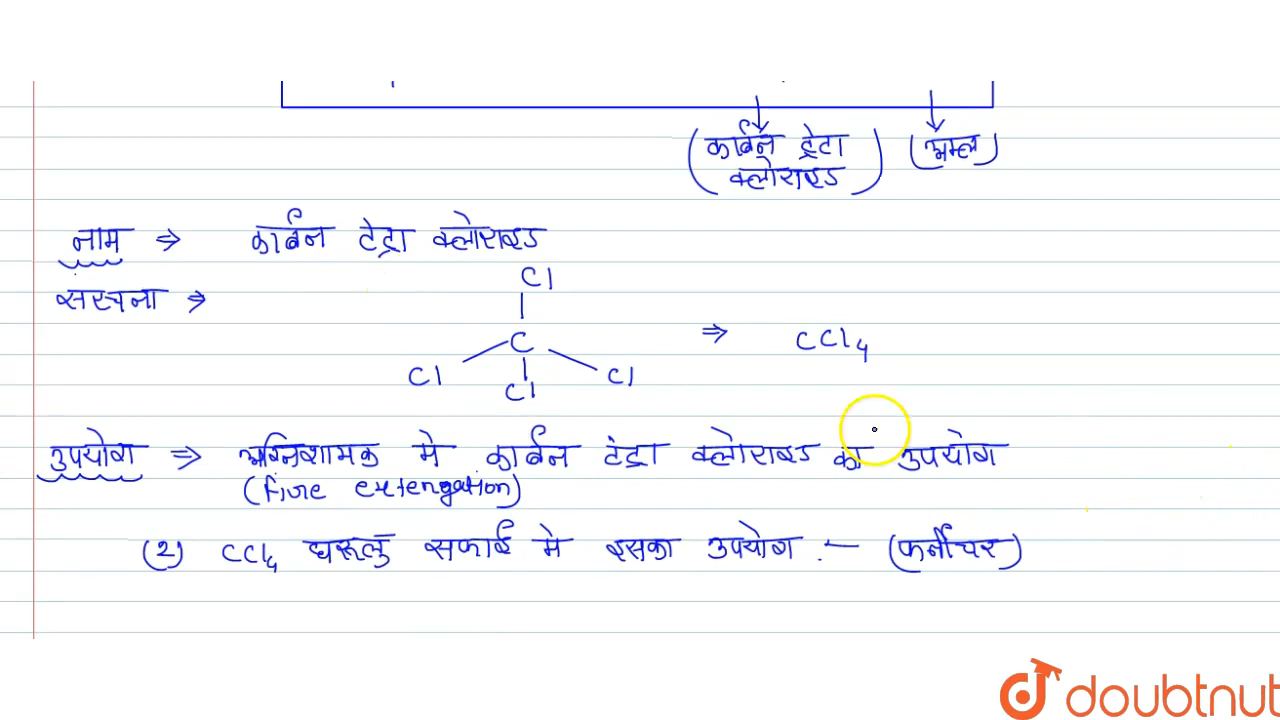 (कार्बन ट्रेटा
क्लोराइड)
(अम्ल)
नाम ⇒ कार्बन टेट्रा क्लोराइड
संरचना ⇒
Cl
C
Cl Cl Cl
⇒ CCl4
उपयोग ⇒ अग्निशामक मे कार्बन टेट्रा क्लोराइड का उपयोग
(Fire extengation)
(2) CCl4 घरूलु सफाई मे इसका उपयोग :— (फर्नीचर)
doubtnut